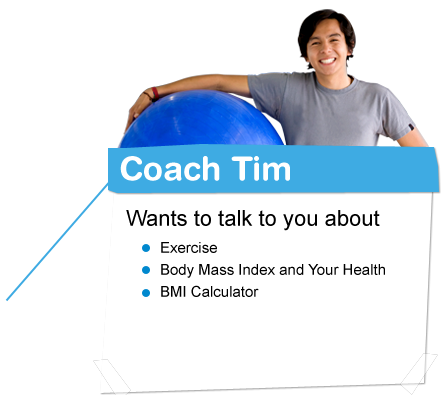 Coach Tim
Wants to talk to you about
Exercise
Body Mass Index and Your Health
BMI Calculator